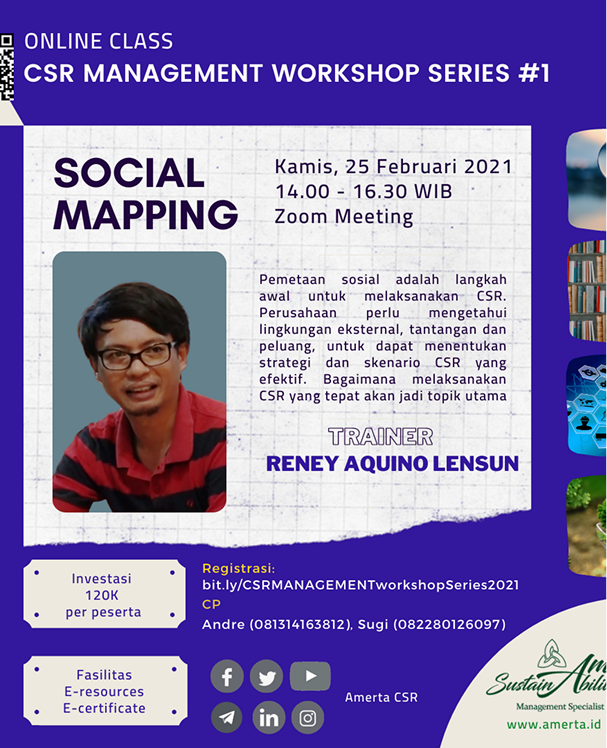 ONLINE CLASS
CSR MANAGEMENT WORKSHOP SERIES #1
SOCIAL
MAPPING
Kamis, 25 Februari 2021
14.00 - 16.30 WIB
Zoom Meeting
Pemetaan sosial adalah langkah
awal untuk melaksanakan CSR.
Perusahaan perlu mengetahui
lingkungan eksternal, tantangan dan
peluang, untuk dapat menentukan
strategi dan skenario CSR yang
efektif. Bagaimana melaksanakan
CSR yang tepat akan jadi topik utama
TRAINER
RENEY AQUINO LENSUN
Investasi
120K
per peserta
Registrasi:
bit.ly/CSRMANAGEMENTworkshopSeries2021
CP
Andre (081314163812), Sugi (082280126097)
Fasilitas
E-resources
E-certificate
Amerta CSR
Management Specialist
www.amerta.id